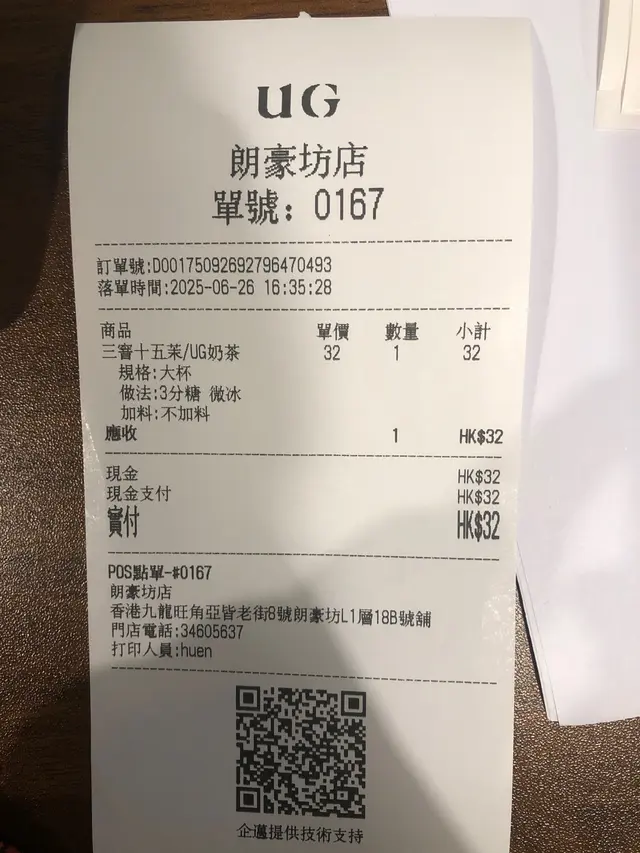 UG
朗豪坊店
單號: 0167
訂單號:D00175092692796470493
落單時間:2025-06-26 16:35:28
商品 單價 數量 小計
三窨十五茉/UG奶茶 32 1 32
規格:大杯
做法:3分糖 微冰
加料:不加料
應收 1 HK$32
現金 HK$32
現金支付 HK$32
實付 HK$32
POS點單-#0167
朗豪坊店
香港九龍旺角亞皆老街8號朗豪坊L1層18B號舖
門店電話:34605637
打印人員:huen
企邁提供技術支持